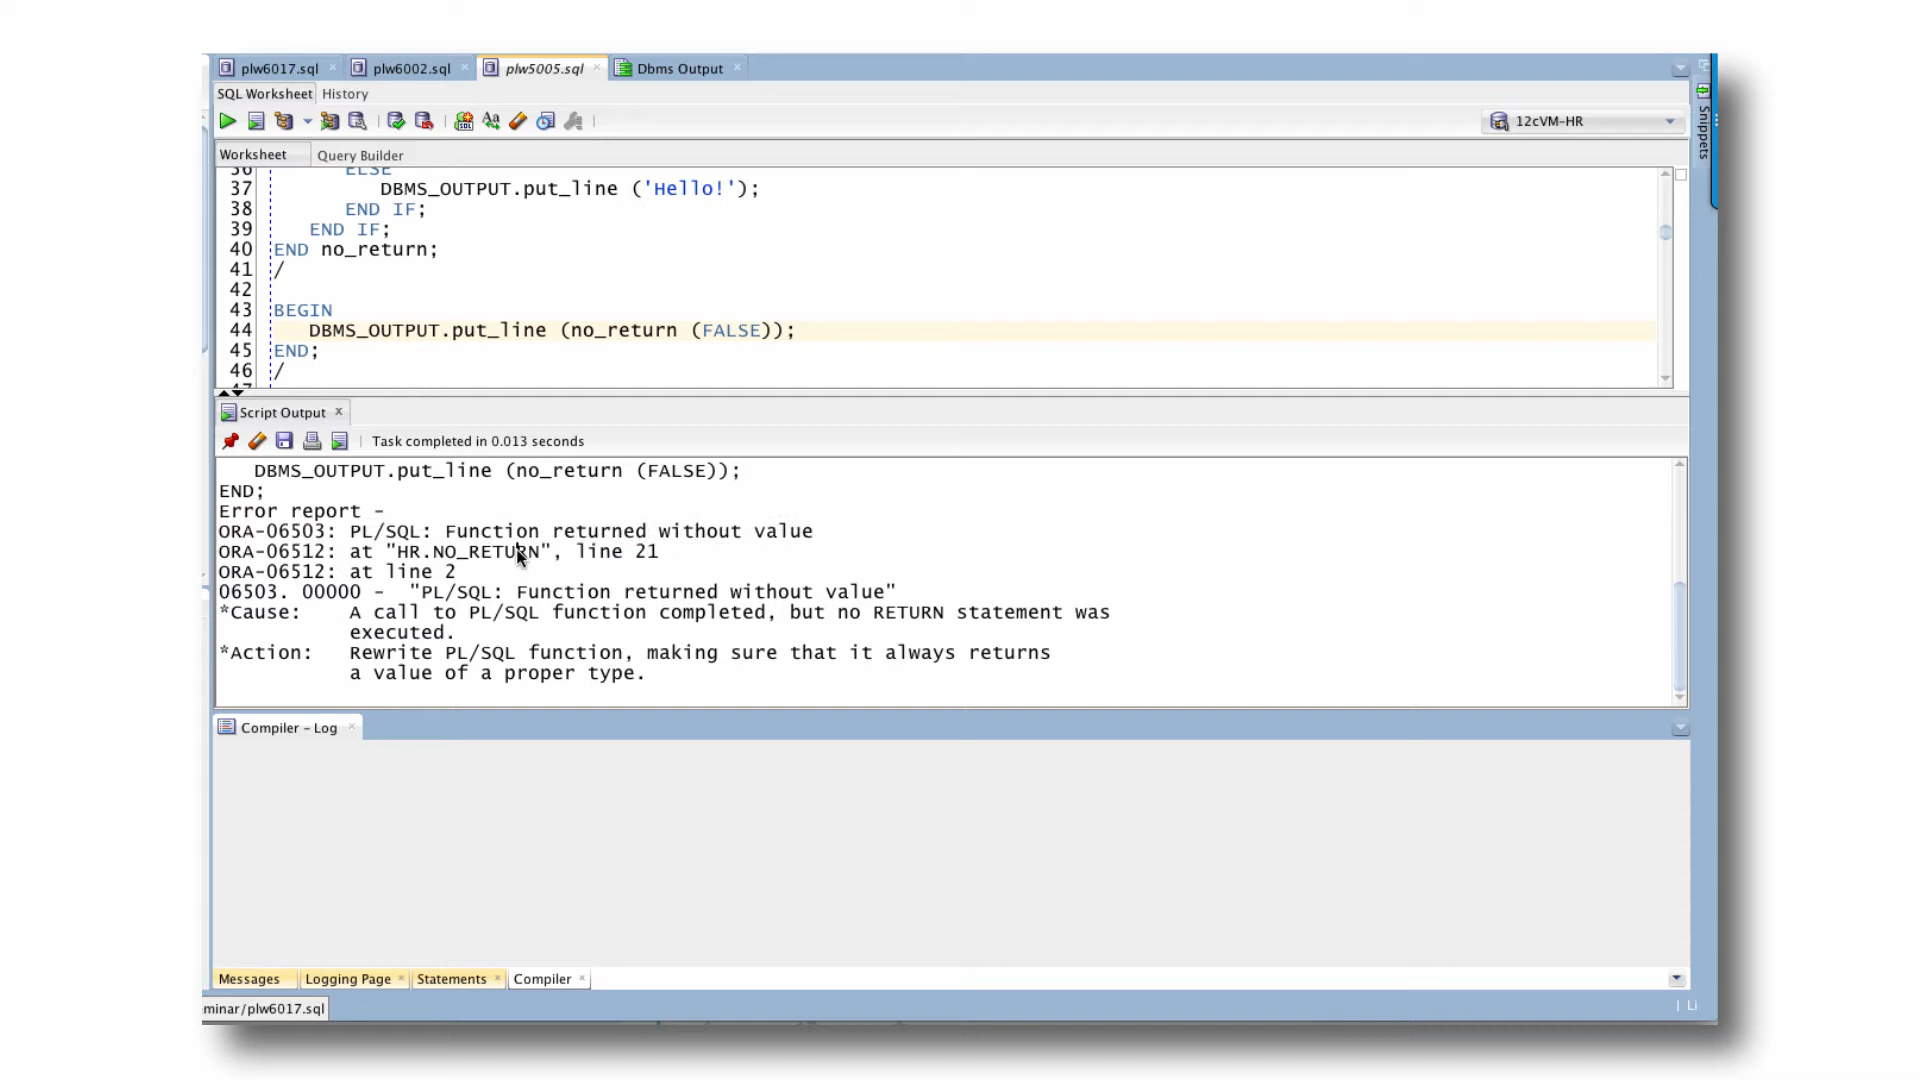 plw6017.sql plw6002.sql plw5005.sql Dbms Output
SQL Worksheet History
12cVM-HR
Snippets
Worksheet Query Builder
36 ELSE
37 DBMS_OUTPUT.put_line ('Hello!');
38 END IF;
39 END IF;
40 END no_return;
41 /
42
43 BEGIN
44 DBMS_OUTPUT.put_line (no_return (FALSE));
45 END;
46 /
47
Script Output
Task completed in 0.013 seconds
DBMS_OUTPUT.put_line (no_return (FALSE));
END;
Error report -
ORA-06503: PL/SQL: Function returned without value
ORA-06512: at "HR.NO_RETURN", line 21
ORA-06512: at line 2
06503. 00000 - "PL/SQL: Function returned without value"
*Cause: A call to PL/SQL function completed, but no RETURN statement was
executed.
*Action: Rewrite PL/SQL function, making sure that it always returns
a value of a proper type.
Compiler – Log
Messages Logging Page Statements Compiler
minar/plw6017.sql
Li